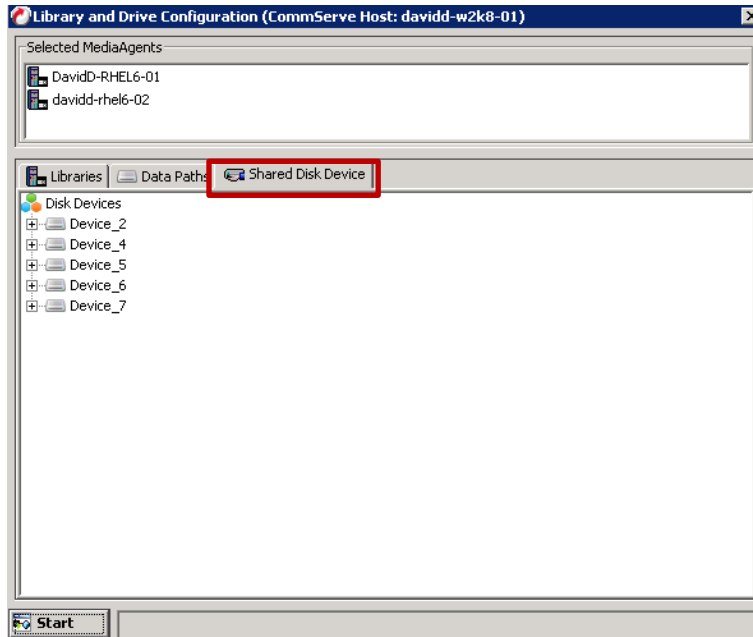 Library and Drive Configuration (CommServe Host: davidd-w2k8-01)
Selected MediaAgents
DavidD-RHEL6-01
davidd-rhel6-02
Libraries Data Paths Shared Disk Device
Disk Devices
Device_2
Device_4
Device_5
Device_6
Device_7
Start